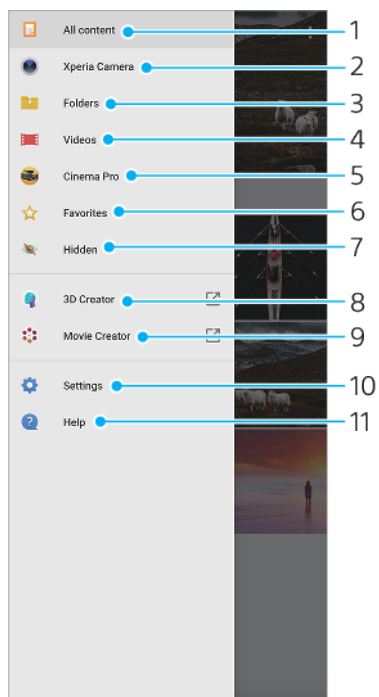 All content 1
Xperia Camera 2
Folders 3
Videos 4
Cinema Pro 5
Favorites 6
Hidden 7
3D Creator 8
Movie Creator 9
Settings 10
? Help 11